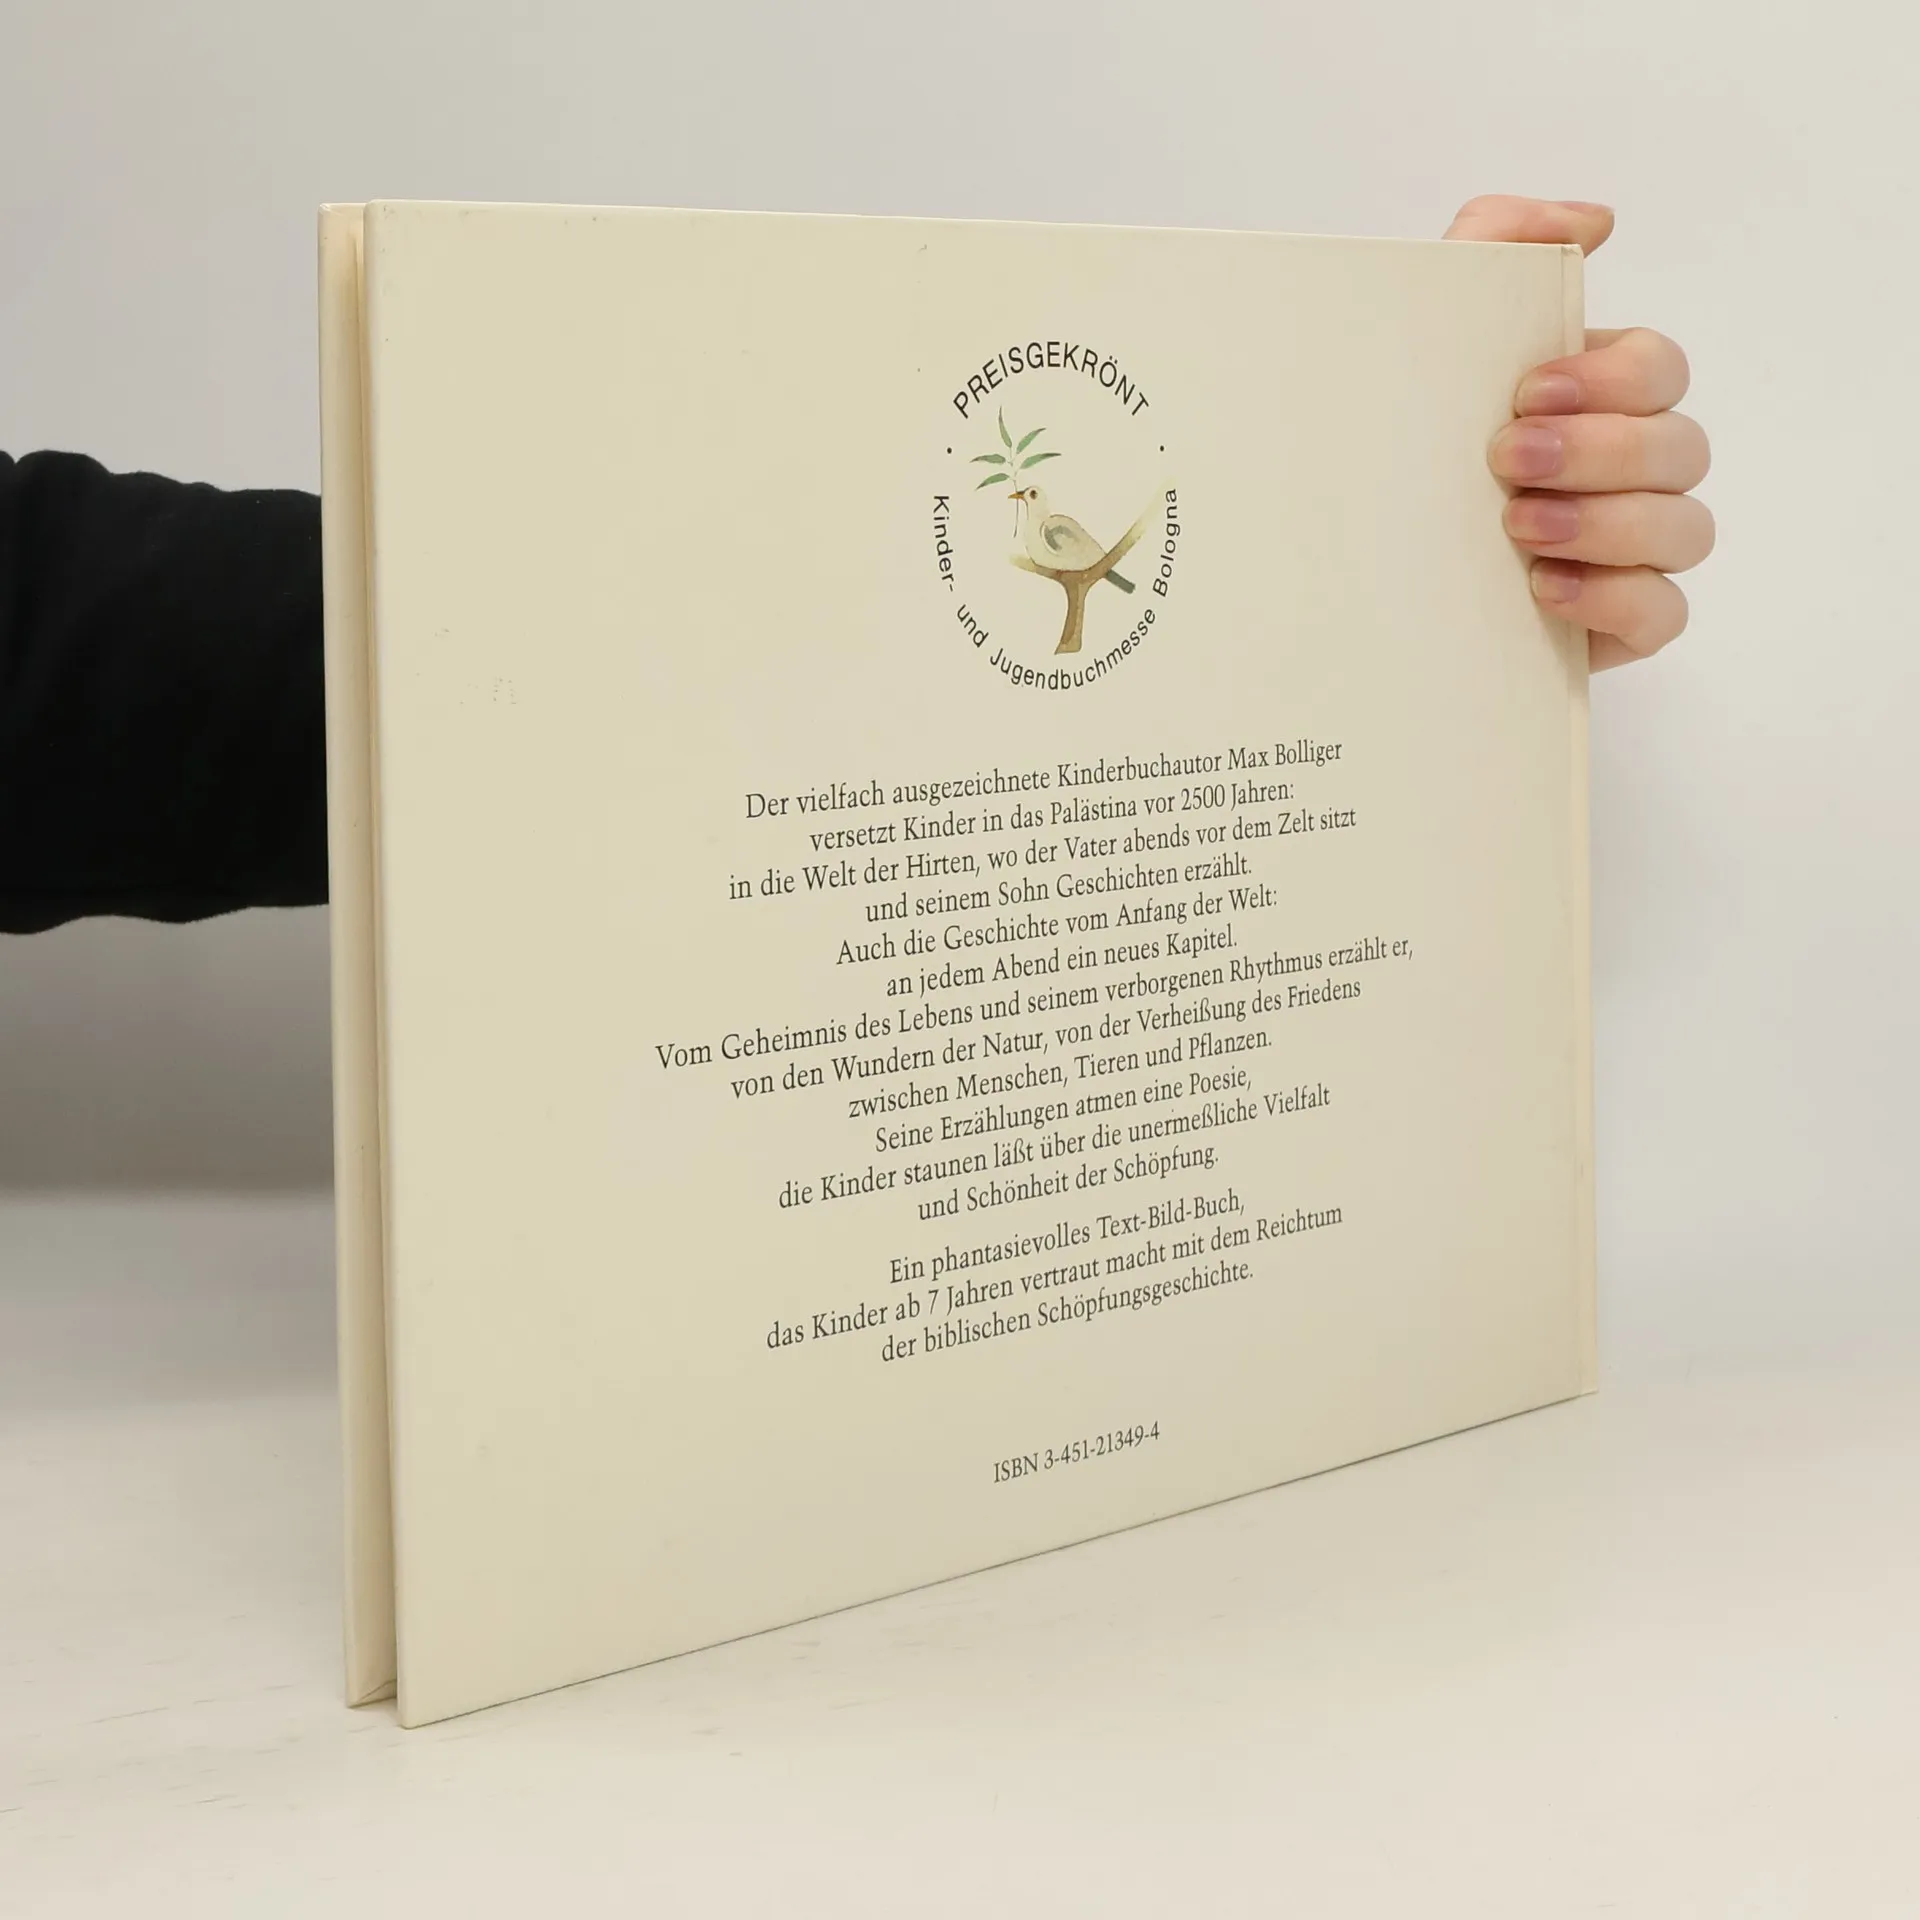 PREISGEKRÖNT
Kinder- und Jugendbuchmesse Bologna
Der vielfach ausgezeichnete Kinderbuchautor Max Bolliger
versetzt Kinder in das Palästina vor 2500 Jahren:
in die Welt der Hirten, wo der Vater abends vor dem Zelt sitzt
und seinem Sohn Geschichten erzählt.
Auch die Geschichte vom Anfang der Welt:
an jedem Abend ein neues Kapitel.
Vom Geheimnis des Lebens und seinem verborgenen Rhythmus erzählt er,
von den Wundern der Natur, von der Verheißung des Friedens
zwischen Menschen, Tieren und Pflanzen.
Seine Erzählungen atmen eine Poesie,
die Kinder staunen läßt über die unermeßliche Vielfalt
und Schönheit der Schöpfung.
Ein phantasievolles Text-Bild-Buch,
das Kinder ab 7 Jahren vertraut macht mit dem Reichtum
der biblischen Schöpfungsgeschichte.
ISBN 3-451-21349-4